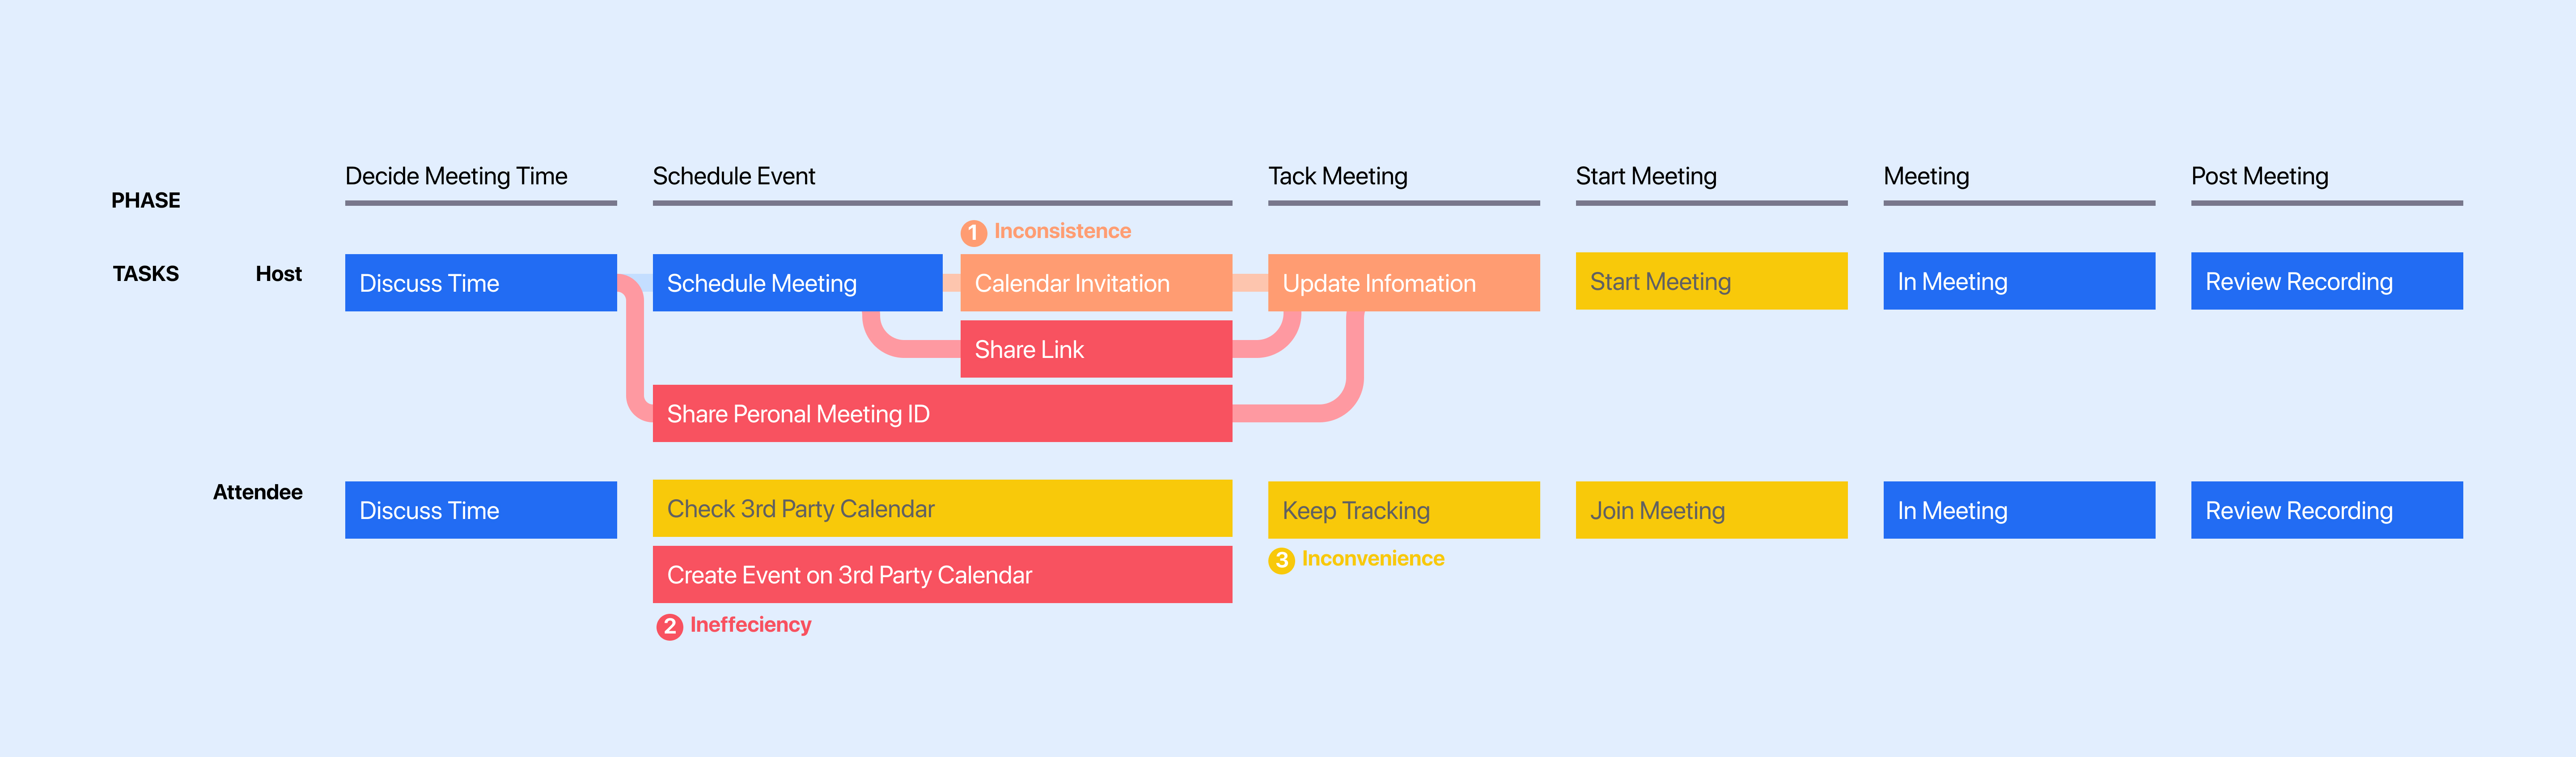 PHASE
Decide Meeting Time
Schedule Event
Tack Meeting
Start Meeting
Meeting
Post Meeting
TASKS
Host
1 Inconsistence
Discuss Time
Schedule Meeting
Calendar Invitation
Update Infomation
Start Meeting
In Meeting
Review Recording
Share Link
Share Peronal Meeting ID
Attendee
Discuss Time
Check 3rd Party Calendar
Keep Tracking
Join Meeting
In Meeting
Review Recording
3 Inconvenience
Create Event on 3rd Party Calendar
2 Ineffeciency